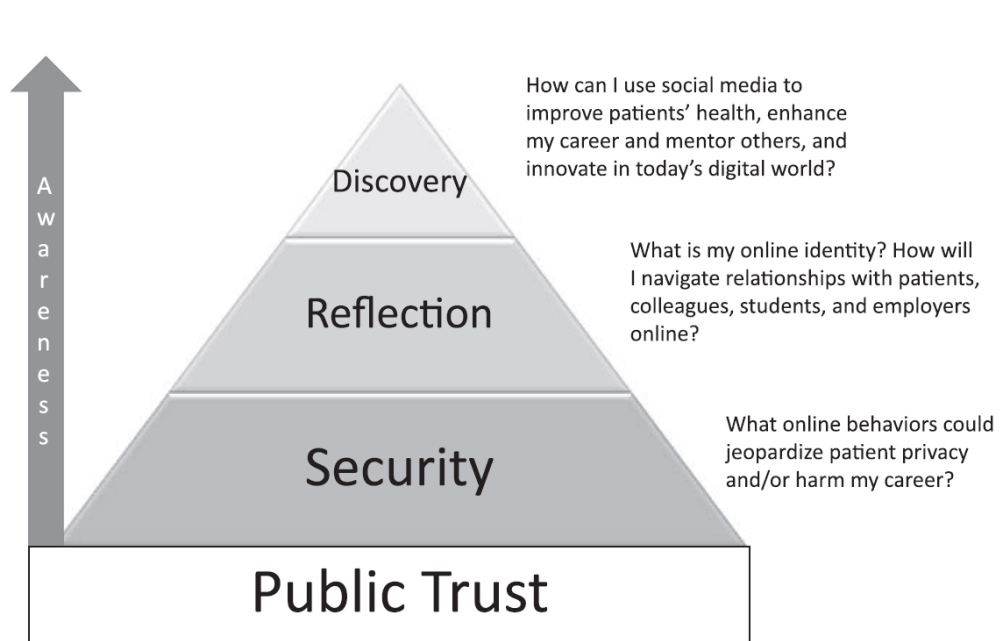 Awareness
How can I use social media to
improve patients’ health, enhance
my career and mentor others, and
innovate in today’s digital world?
Discovery
What is my online identity? How will
I navigate relationships with patients,
colleagues, students, and employers
online?
Reflection
What online behaviors could
jeopardize patient privacy
and/or harm my career?
Security
Public Trust